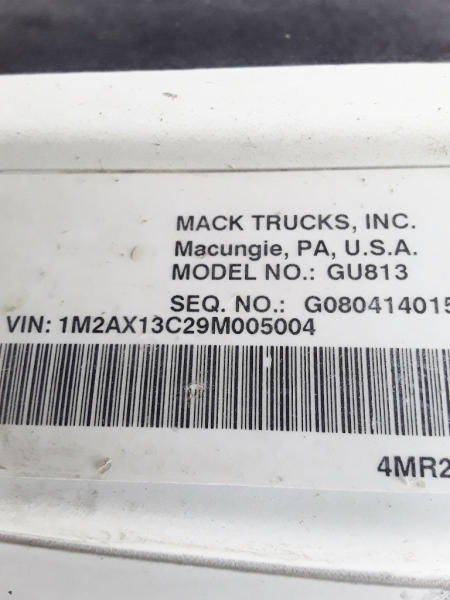 MACK TRUCKS, INC.
Macungie, PA, U.S.A.
MODEL NO.: GU813
SEQ. NO.: G080414015
VIN: 1M2AX13C29M005004
4MR2